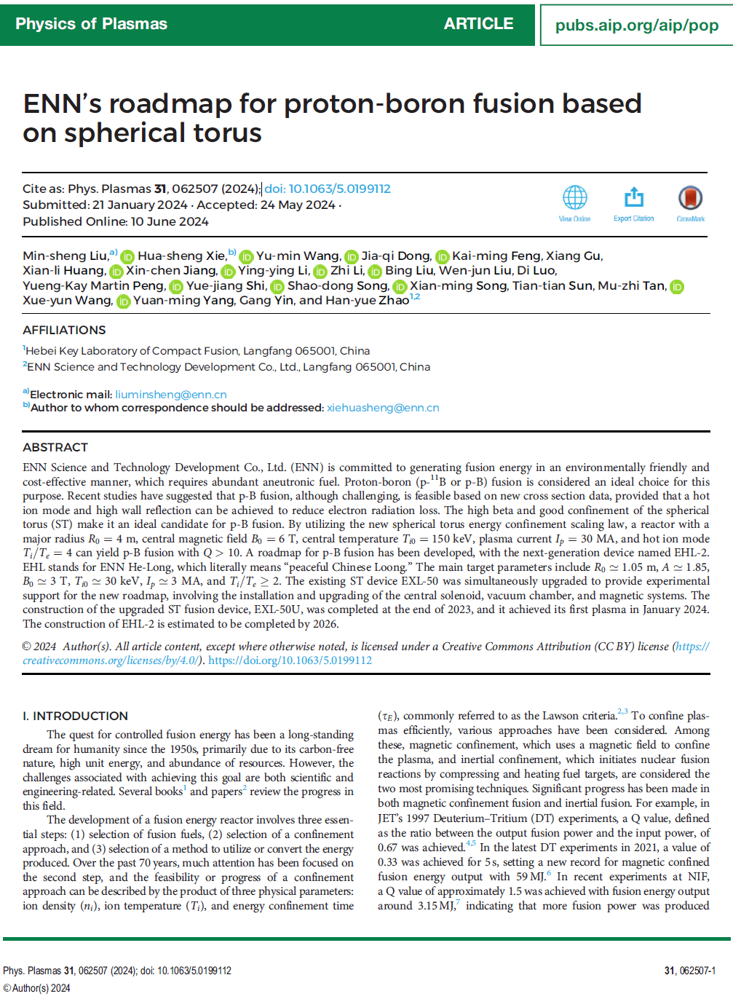 Physics of Plasmas
ARTICLE
pubs.aip.org/aip/pop
ENN's roadmap for proton-boron fusion based
on spherical torus
Cite as: Phys. Plasmas 31, 062507 (2024); doi: 10.1063/5.0199112
Submitted: 21 January 2024 · Accepted: 24 May 2024 ·
Published Online: 10 June 2024
View Online
Export Citation
CrossMark
Min-sheng Liu,a) iD Hua-sheng Xie,b) iD Yu-min Wang, iD Jia-qi Dong, iD Kai-ming Feng, Xiang Gu,
Xian-li Huang, iD Xin-chen Jiang, iD Ying-ying Li, iD Zhi Li, iD Bing Liu, Wen-jun Liu, Di Luo,
Yueng-Kay Martin Peng, iD Yue-jiang Shi, iD Shao-dong Song, iD Xian-ming Song, Tian-tian Sun, Mu-zhi Tan, iD
Xue-yun Wang, iD Yuan-ming Yang, Gang Yin, and Han-yue Zhao1,2
AFFILIATIONS
1Hebei Key Laboratory of Compact Fusion, Langfang 065001, China
2ENN Science and Technology Development Co., Ltd., Langfang 065001, China
a)Electronic mail: liuminsheng@enn.cn
b)Author to whom correspondence should be addressed: xiehuasheng@enn.cn
ABSTRACT
ENN Science and Technology Development Co., Ltd. (ENN) is committed to generating fusion energy in an environmentally friendly and
cost-effective manner, which requires abundant aneutronic fuel. Proton-boron (p-11B or p-B) fusion is considered an ideal choice for this
purpose. Recent studies have suggested that p-B fusion, although challenging, is feasible based on new cross section data, provided that a hot
ion mode and high wall reflection can be achieved to reduce electron radiation loss. The high beta and good confinement of the spherical
torus (ST) make it an ideal candidate for p-B fusion. By utilizing the new spherical torus energy confinement scaling law, a reactor with a
major radius R0 = 4 m, central magnetic field B0 = 6 T, central temperature Ti0 = 150 keV, plasma current Ip = 30 MA, and hot ion mode
Ti/Te = 4 can yield p-B fusion with Q > 10. A roadmap for p-B fusion has been developed, with the next-generation device named EHL-2.
EHL stands for ENN He-Long, which literally means “peaceful Chinese Loong.” The main target parameters include R0 ≃ 1.05 m, A ≃ 1.85,
B0 ≃ 3 T, Ti0 ≃ 30 keV, Ip ≃ 3 MA, and Ti/Te ≥ 2. The existing ST device EXL-50 was simultaneously upgraded to provide experimental
support for the new roadmap, involving the installation and upgrading of the central solenoid, vacuum chamber, and magnetic systems. The
construction of the upgraded ST fusion device, EXL-50U, was completed at the end of 2023, and it achieved its first plasma in January 2024.
The construction of EHL-2 is estimated to be completed by 2026.
© 2024 Author(s). All article content, except where otherwise noted, is licensed under a Creative Commons Attribution (CC BY) license (https://
creativecommons.org/licenses/by/4.0/). https://doi.org/10.1063/5.0199112
I. INTRODUCTION
The quest for controlled fusion energy has been a long-standing
dream for humanity since the 1950s, primarily due to its carbon-free
nature, high unit energy, and abundance of resources. However, the
challenges associated with achieving this goal are both scientific and
engineering-related. Several books1 and papers2 review the progress in
this field.
The development of a fusion energy reactor involves three essen-
tial steps: (1) selection of fusion fuels, (2) selection of a confinement
approach, and (3) selection of a method to utilize or convert the energy
produced. Over the past 70 years, much attention has been focused on
the second step, and the feasibility or progress of a confinement
approach can be described by the product of three physical parameters:
ion density (ni), ion temperature (Ti), and energy confinement time
(τE), commonly referred to as the Lawson criteria.2,3 To confine plas-
mas efficiently, various approaches have been considered. Among
these, magnetic confinement, which uses a magnetic field to confine
the plasma, and inertial confinement, which initiates nuclear fusion
reactions by compressing and heating fuel targets, are considered the
two most promising techniques. Significant progress has been made in
both magnetic confinement fusion and inertial fusion. For example, in
JET's 1997 Deuterium–Tritium (DT) experiments, a Q value, defined
as the ratio between the output fusion power and the input power, of
0.67 was achieved.4,5 In the latest DT experiments in 2021, a value of
0.33 was achieved for 5 s, setting a new record for magnetic confined
fusion energy output with 59 MJ.6 In recent experiments at NIF,
a Q value of approximately 1.5 was achieved with fusion energy output
around 3.15 MJ,7 indicating that more fusion power was produced
Phys. Plasmas 31, 062507 (2024); doi: 10.1063/5.0199112
31, 062507-1
© Author(s) 2024